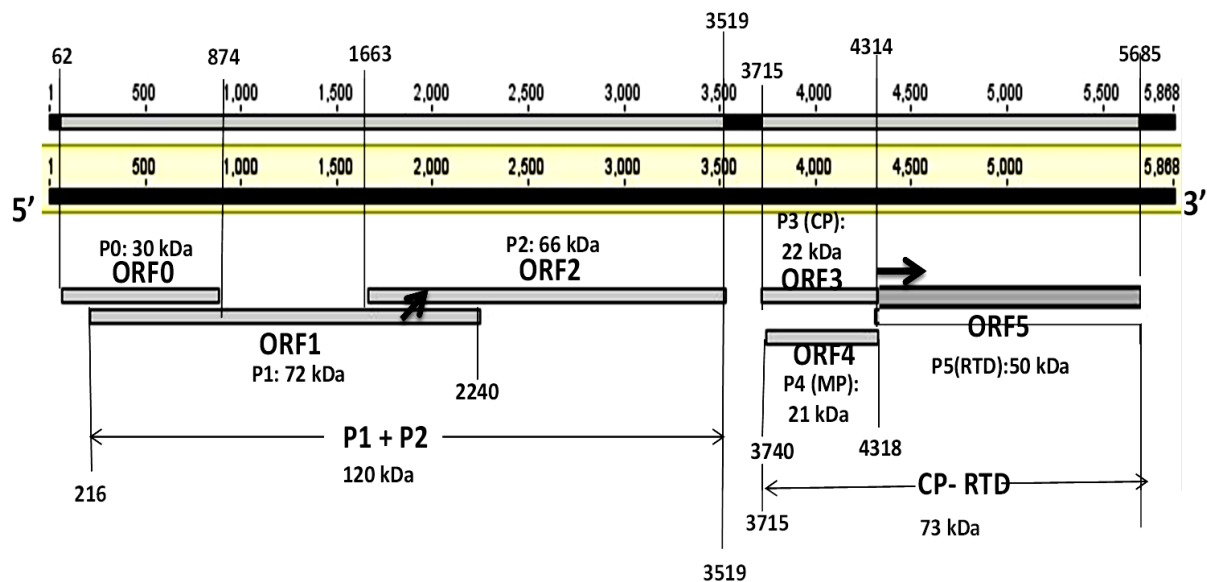 3519
62 874 1663 3715 4314 5685
1 500 1,000 1,500 2,000 2,500 3,000 3,500 4,000 4,500 5,000 5,500 5,868
1 500 1,000 1,500 2,000 2,500 3,000 3,500 4,000 4,500 5,000 5,868
5’ 3’
P0: 30 kDa
ORF0
P2: 66 kDa
ORF2
P3 (CP):
22 kDa
ORF3
ORF1
P1: 72 kDa
2240
ORF4
P4 (MP):
21 kDa
ORF5
P5(RTD):50 kDa
P1 + P2
120 kDa
216
3740 4318
CP- RTD
3715
73 kDa
3519